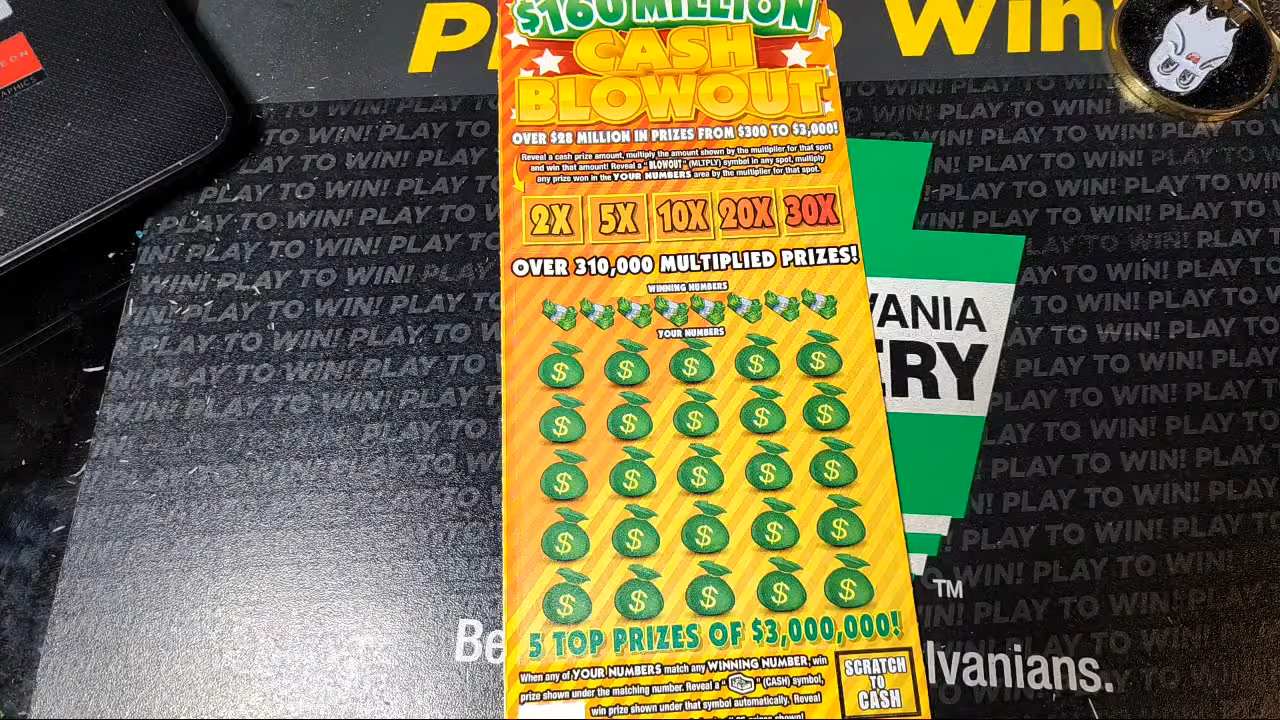 $160 MILLION
CASH
BLOWOUT
OVER $28 MILLION IN PRIZES FROM $300 TO $3,000!
Reveal a cash prize amount, multiply the amount shown by the multiplier for that spot
and win that amount! Reveal a "BLOWOUT" (MLTPLY) symbol in any spot, multiply
any prize won in the YOUR NUMBERS area by the multiplier for that spot.
2X 5X 10X 20X 30X
OVER 310,000 MULTIPLIED PRIZES!
WINNING NUMBERS
YOUR NUMBERS
5 TOP PRIZES OF $3,000,000!
When any of YOUR NUMBERS match any WINNING NUMBER, win
prize shown under the matching number. Reveal a " " (CASH) symbol,
win prize shown under that symbol automatically. Reveal
SCRATCH
TO
CASH
Win
PLAY TO WIN! PLAY TO WIN! PLAY TO WIN!
VANIA
ERY
TM
Be
lvanians.